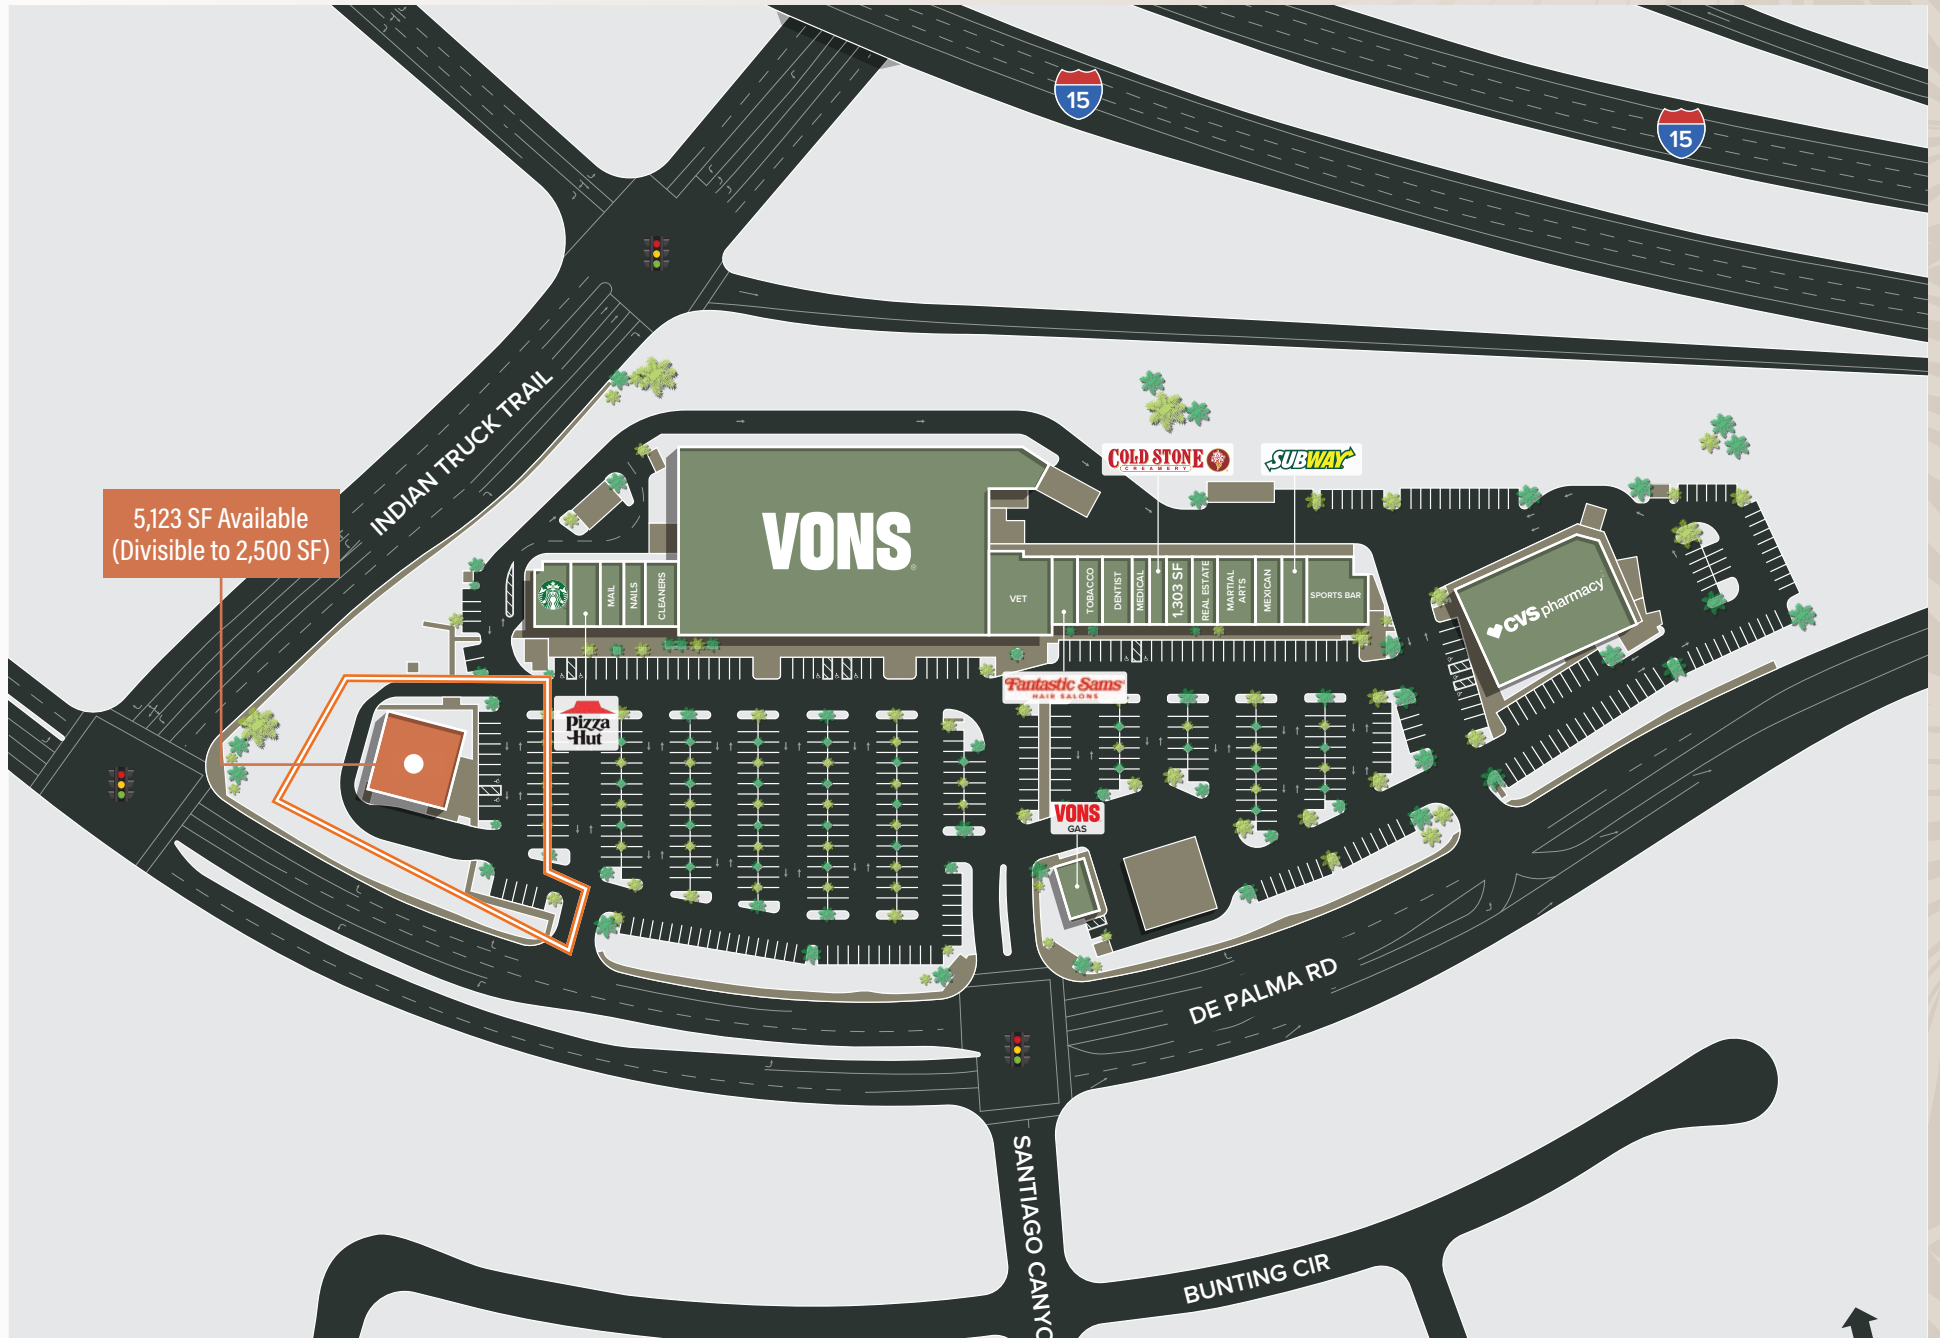 15
15
INDIAN TRUCK TRAIL
5,123 SF Available
(Divisible to 2,500 SF)
COLD STONE
CREAMERY
SUBWAY
VONS
MAIL
NAILS
CLEANERS
VET
TOBACCO
DENTIST
MEDICAL
1,303 SF
REAL ESTATE
MARTIAL
ARTS
MEXICAN
SPORTS BAR
CVS pharmacy
Fantastic Sams
HAIR SALONS
Pizza
Hut
VONS
GAS
DE PALMA RD
SANTIAGO CANYO
BUNTING CIR